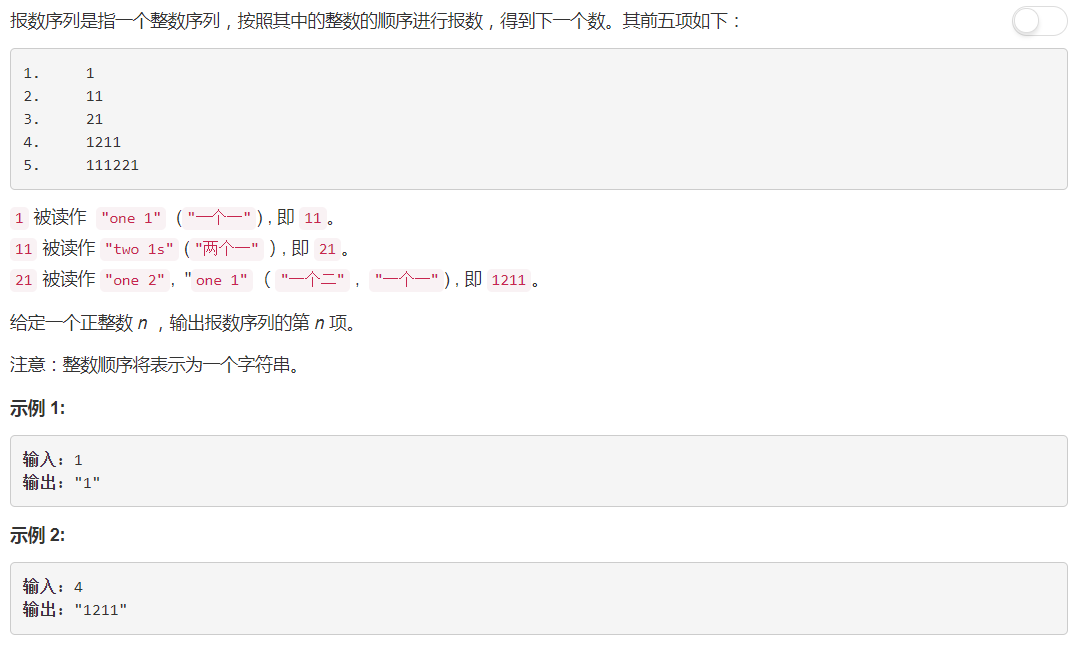 报数序列是指一个整数序列，按照其中的整数的顺序进行报数，得到下一个数。其前五项如下：
1.     1
2.     11
3.     21
4.     1211
5.     111221
1 被读作 "one 1" ("一个一") , 即 11。
11 被读作 "two 1s" ("两个一") , 即 21。
21 被读作 "one 2", "one 1" ("一个二" , "一个一") , 即 1211。
给定一个正整数 n ，输出报数序列的第 n 项。
注意：整数顺序将表示为一个字符串。
示例 1:
输入: 1
输出: "1"
示例 2:
输入: 4
输出: "1211"